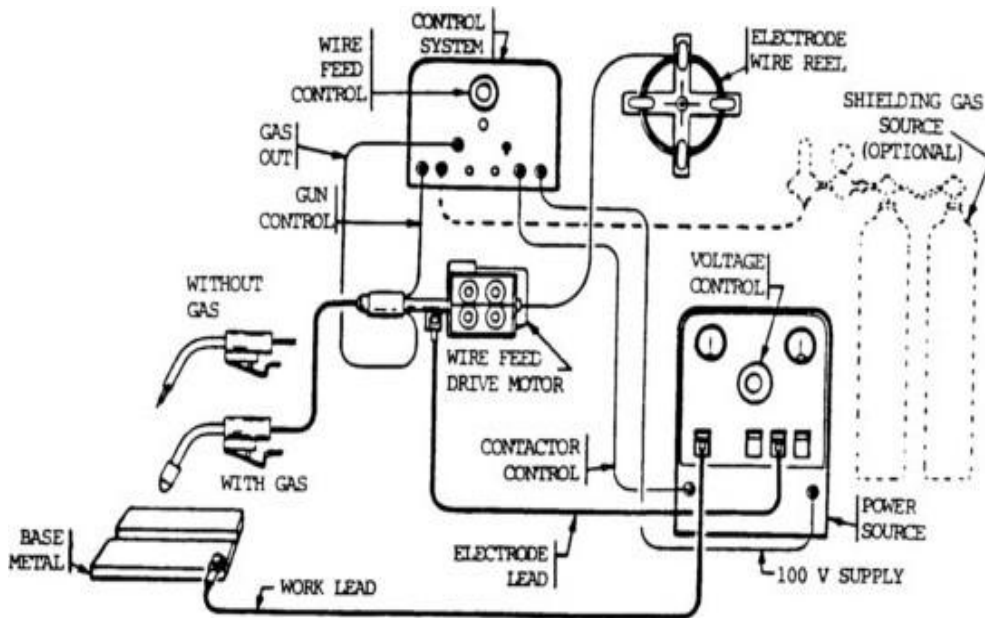 CONTROL
SYSTEM
WIRE
FEED
CONTROL
ELECTRODE
WIRE REEL
SHIELDING GAS
SOURCE
(OPTIONAL)
GAS
OUT
GUN
CONTROL
VOLTAGE
CONTROL
WITHOUT
GAS
WIRE FEED
DRIVE MOTOR
CONTACTOR
CONTROL
WITH GAS
POWER
SOURCE
BASE
METAL
ELECTRODE
LEAD
100 V SUPPLY
WORK LEAD